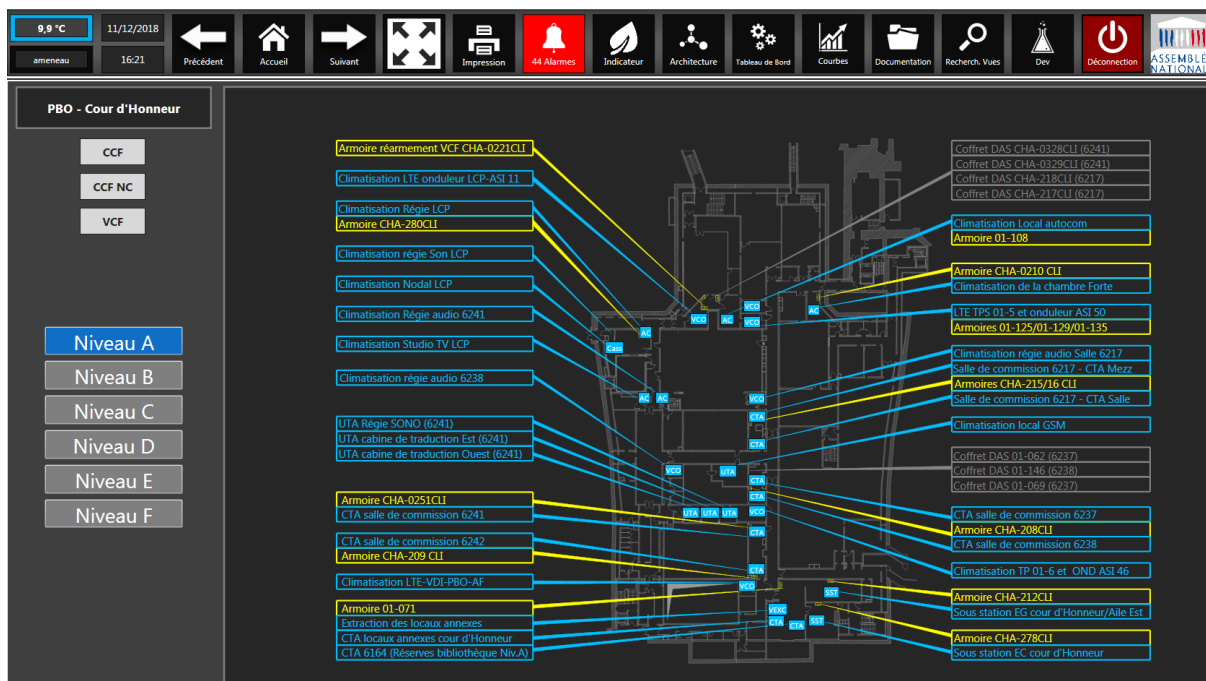 9,9 °C
11/12/2018
ameneau
16:21
Précédent
Accueil
Suivant
Impression
44 Alarmes
Indicateur
Architecture
Tableau de Bord
Courbes
Documentation
Recherch. Vues
Dev
Déconnection
ASSEMBLÉ
NATIONAL
PBO - Cour d'Honneur
CCF
CCF NC
VCF
Niveau A
Niveau B
Niveau C
Niveau D
Niveau E
Niveau F
Armoire réarmement VCF CHA-0221CLI
Climatisation LTE onduleur LCP-ASI 11
Climatisation Régie LCP
Armoire CHA-280CLI
Climatisation régie Son LCP
Climatisation Nodal LCP
Climatisation Régie audio 6241
Climatisation Studio TV LCP
Climatisation régie audio 6238
UTA Régie SONO (6241)
UTA cabine de traduction Est (6241)
UTA cabine de traduction Ouest (6241)
Armoire CHA-0251CLI
CTA salle de commission 6241
CTA salle de commission 6242
Armoire CHA-209 CLI
Climatisation LTE-VDI-PBO-AF
Armoire 01-071
Extraction des locaux annexes
CTA locaux annexes cour d'Honneur
CTA 6164 (Réserves bibliothèque Niv.A)
VCO
AC
VCO
VCO
AC
AC
Cass
AC
AC
VCO
CTA
CTA
VCO
UTA
CTA
CTA
UTA
UTA
UTA
VCO
CTA
CTA
VCO
SST
VEXC
CTA
CTA
SST
Coffret DAS CHA-0328CLI (6241)
Coffret DAS CHA-0329CLI (6241)
Coffret DAS CHA-218CLI (6217)
Coffret DAS CHA-217CLI (6217)
Climatisation Local autocom
Armoire 01-108
Armoire CHA-0210 CLI
Climatisation de la chambre Forte
LTE TPS 01-5 et onduleur ASI 50
Armoires 01-125/01-129/01-135
Climatisation régie audio Salle 6217
Salle de commission 6217 - CTA Mezz
Armoires CHA-215/16 CLI
Salle de commission 6217 - CTA Salle
Climatisation local GSM
Coffret DAS 01-062 (6237)
Coffret DAS 01-146 (6238)
Coffret DAS 01-069 (6237)
CTA salle de commission 6237
Armoire CHA-208CLI
CTA salle de commission 6238
Climatisation TP 01-6 et OND ASI 46
Armoire CHA-212CLI
Sous station EG cour d'Honneur/Aile Est
Armoire CHA-278CLI
Sous station EC cour d'Honneur